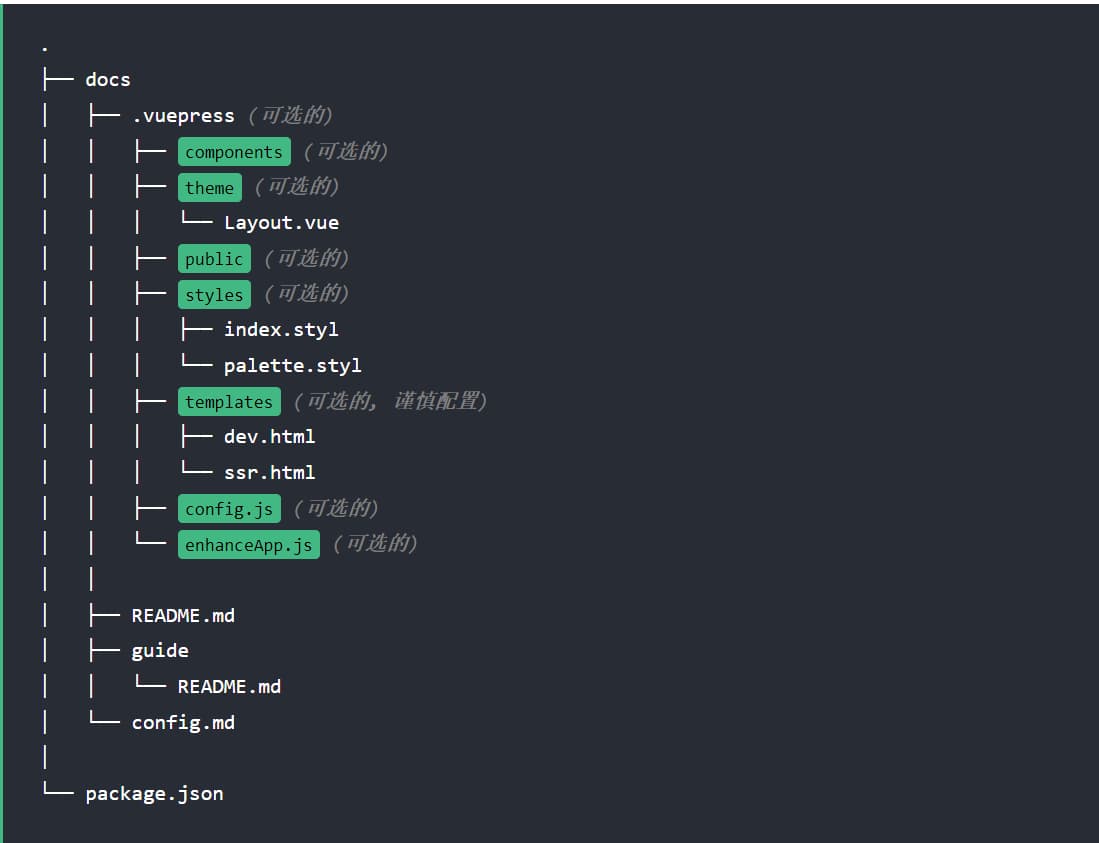 .
├── docs
│   ├── .vuepress (可选的)
│   │   ├── components (可选的)
│   │   ├── theme (可选的)
│   │   │   └── Layout.vue
│   │   ├── public (可选的)
│   │   ├── styles (可选的)
│   │   │   ├── index.styl
│   │   │   └── palette.styl
│   │   ├── templates (可选的, 谨慎配置)
│   │   │   ├── dev.html
│   │   │   └── ssr.html
│   │   ├── config.js (可选的)
│   │   └── enhanceApp.js (可选的)
│   │
│   ├── README.md
│   ├── guide
│   │   └── README.md
│   └── config.md
│
└── package.json